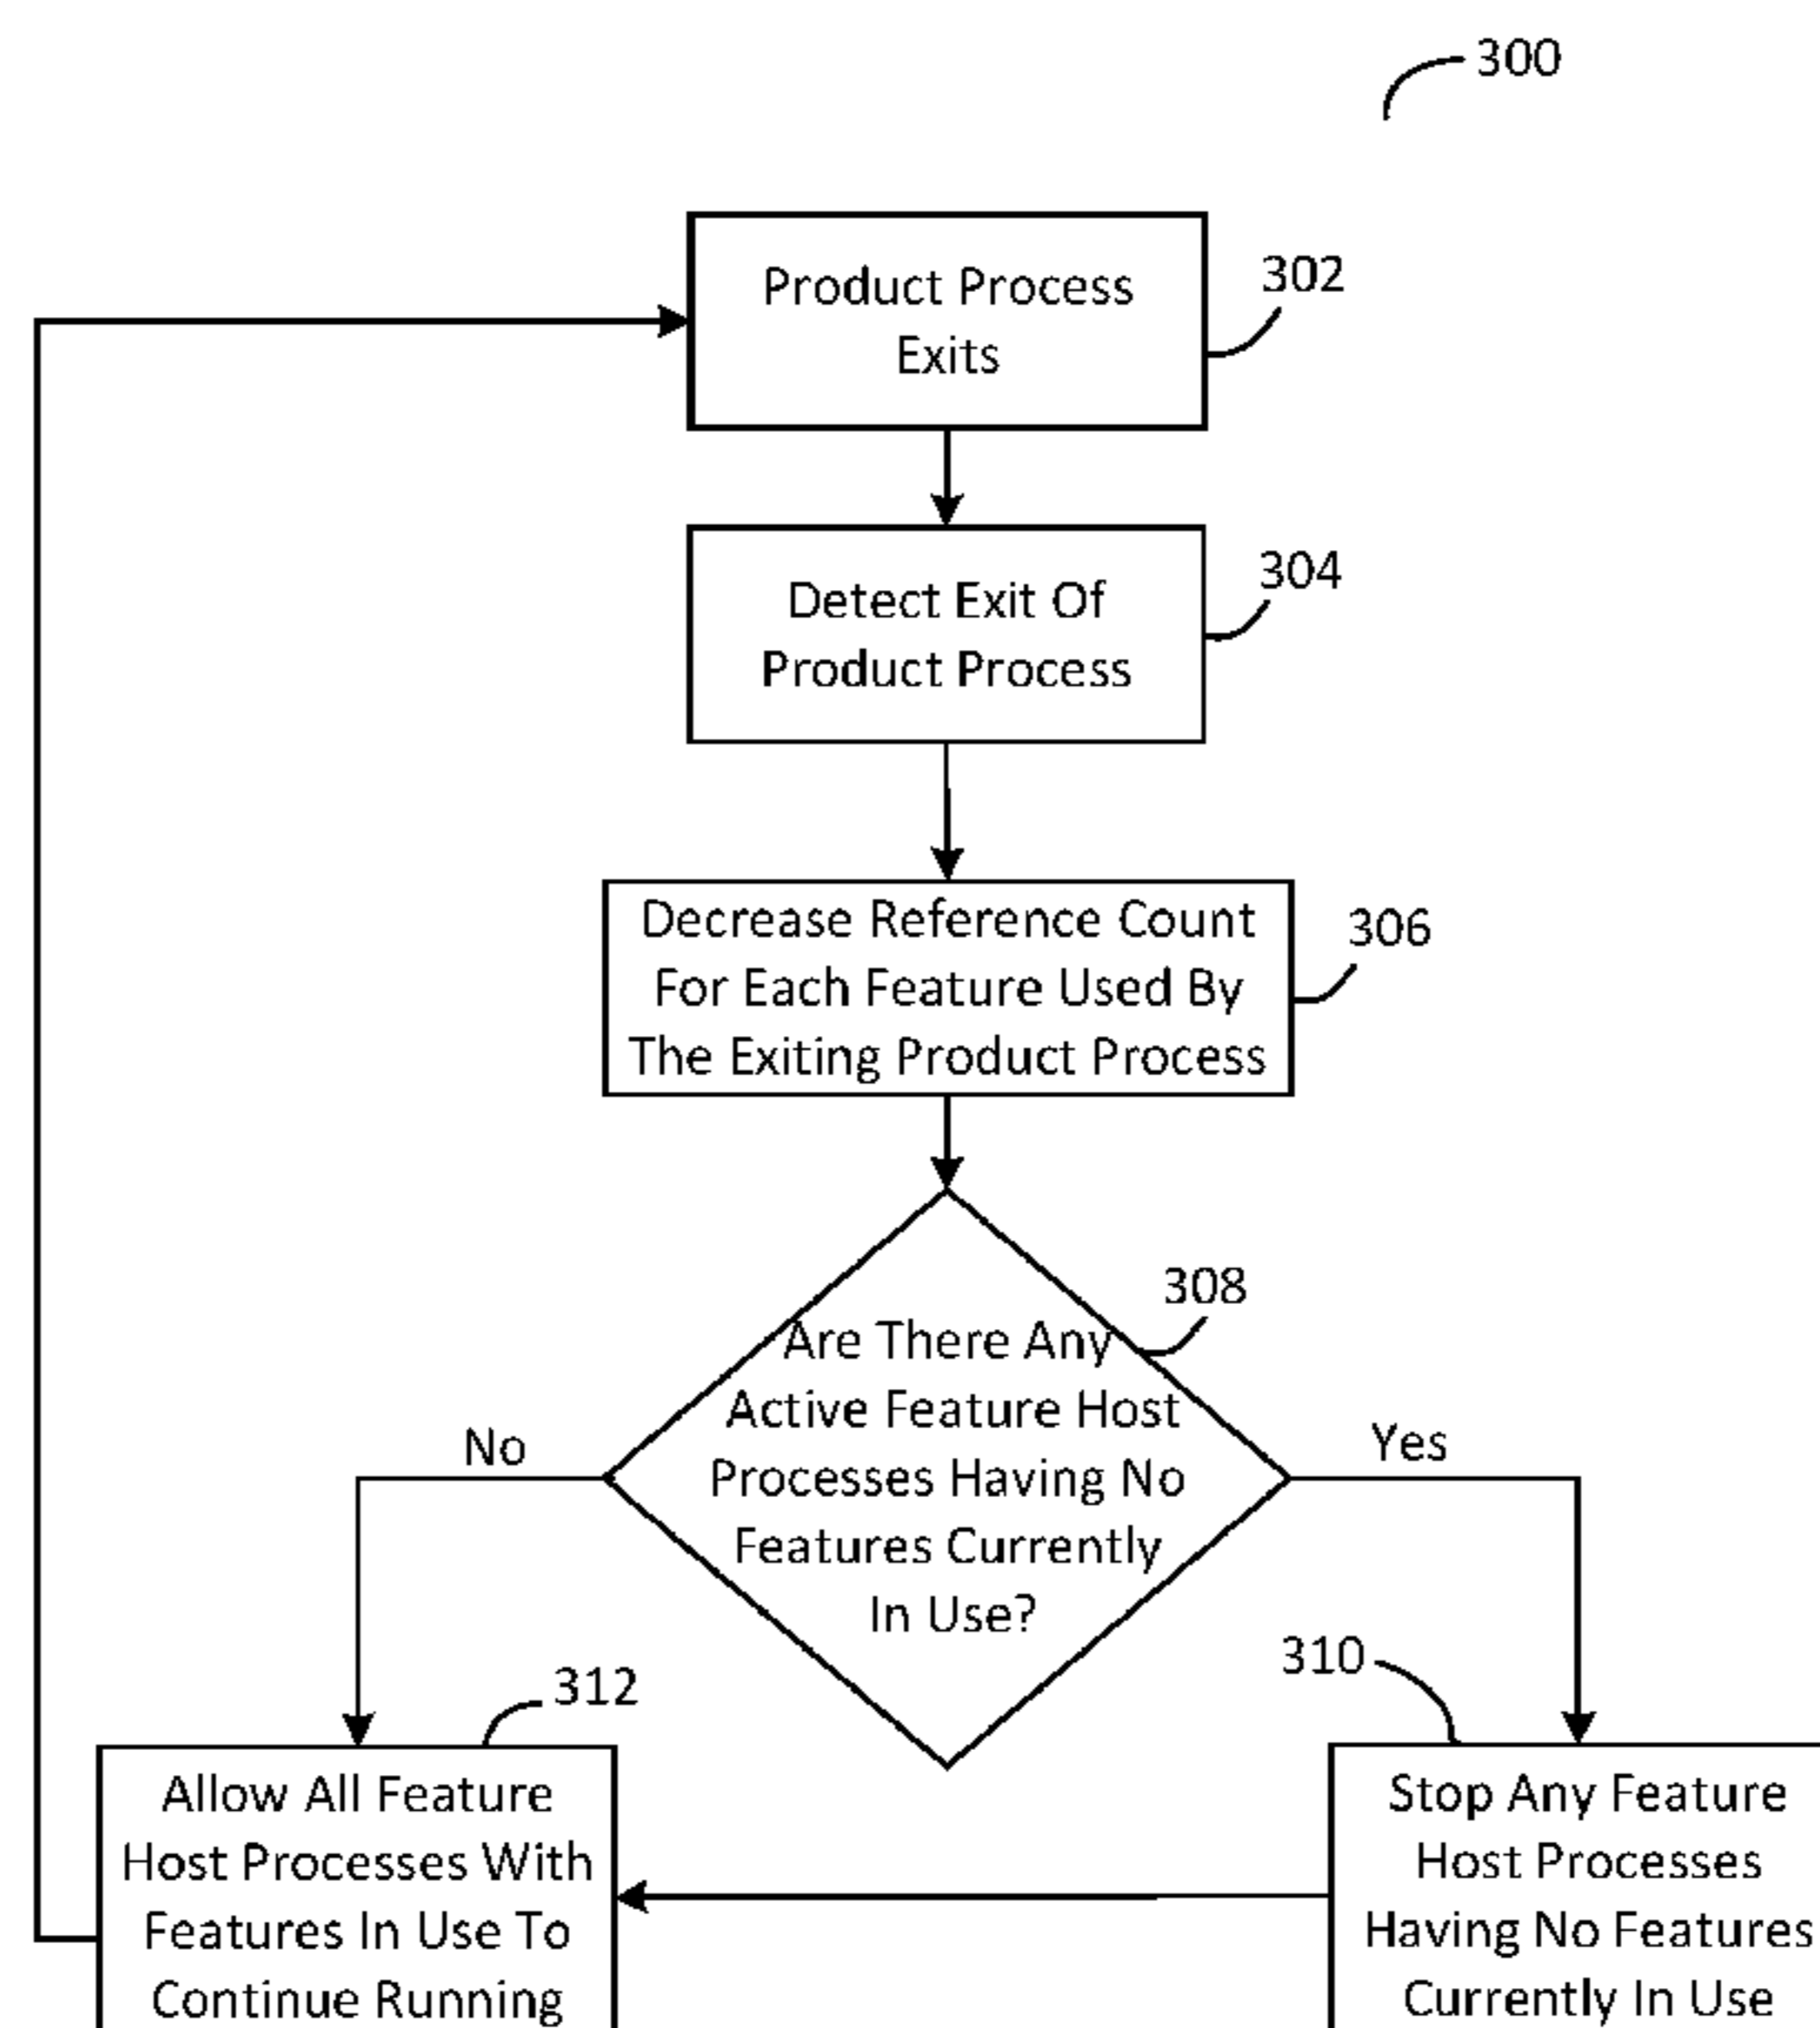 300
Product Process
Exits
302
Detect Exit Of
Product Process
304
Decrease Reference Count
For Each Feature Used By
The Exiting Product Process
306
Are There Any
Active Feature Host
Processes Having No
Features Currently
In Use?
308
No
Yes
312
Allow All Feature
Host Processes With
Features In Use To
Continue Running
310
Stop Any Feature
Host Processes
Having No Features
Currently In Use